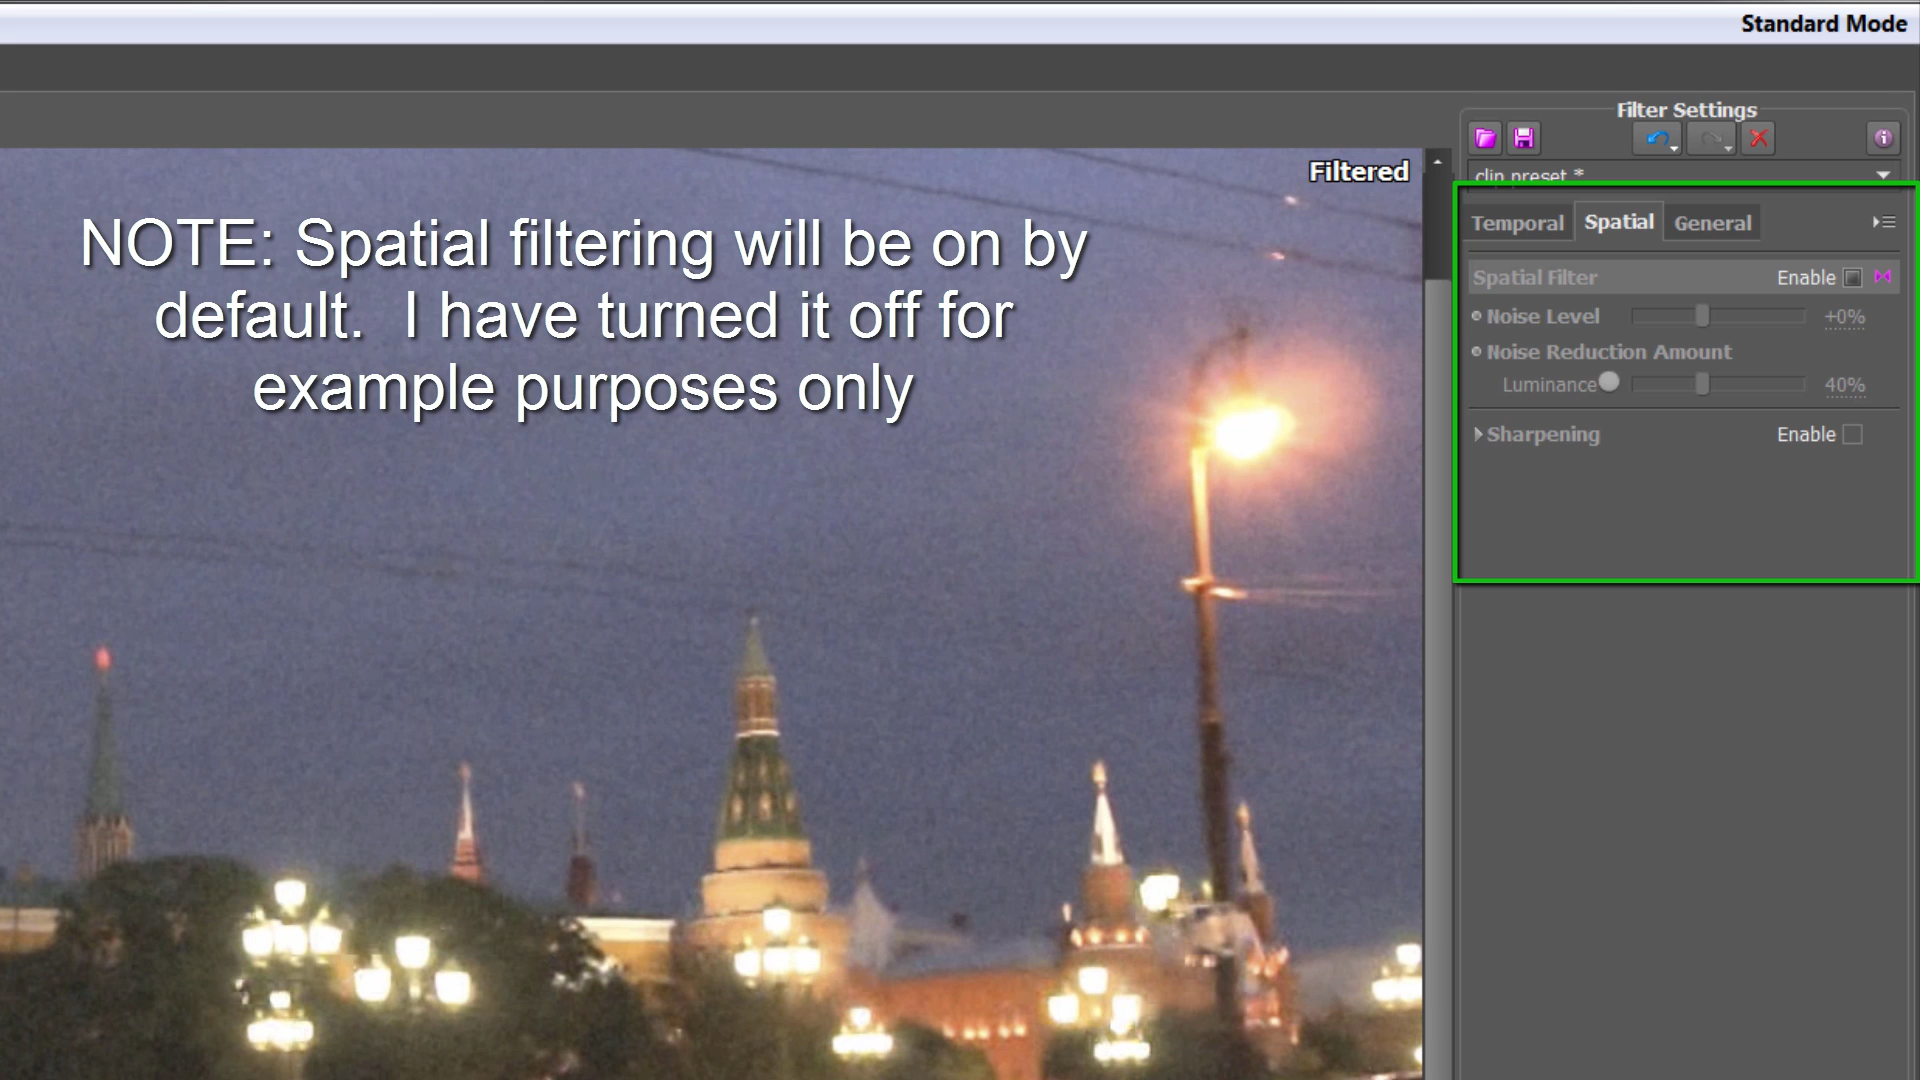 Standard Mode
Filter Settings
clip preset *
Filtered
NOTE: Spatial filtering will be on by
default.  I have turned it off for
example purposes only
Temporal Spatial General
Spatial Filter Enable
Noise Level +0%
Noise Reduction Amount
Luminance 40%
Sharpening Enable